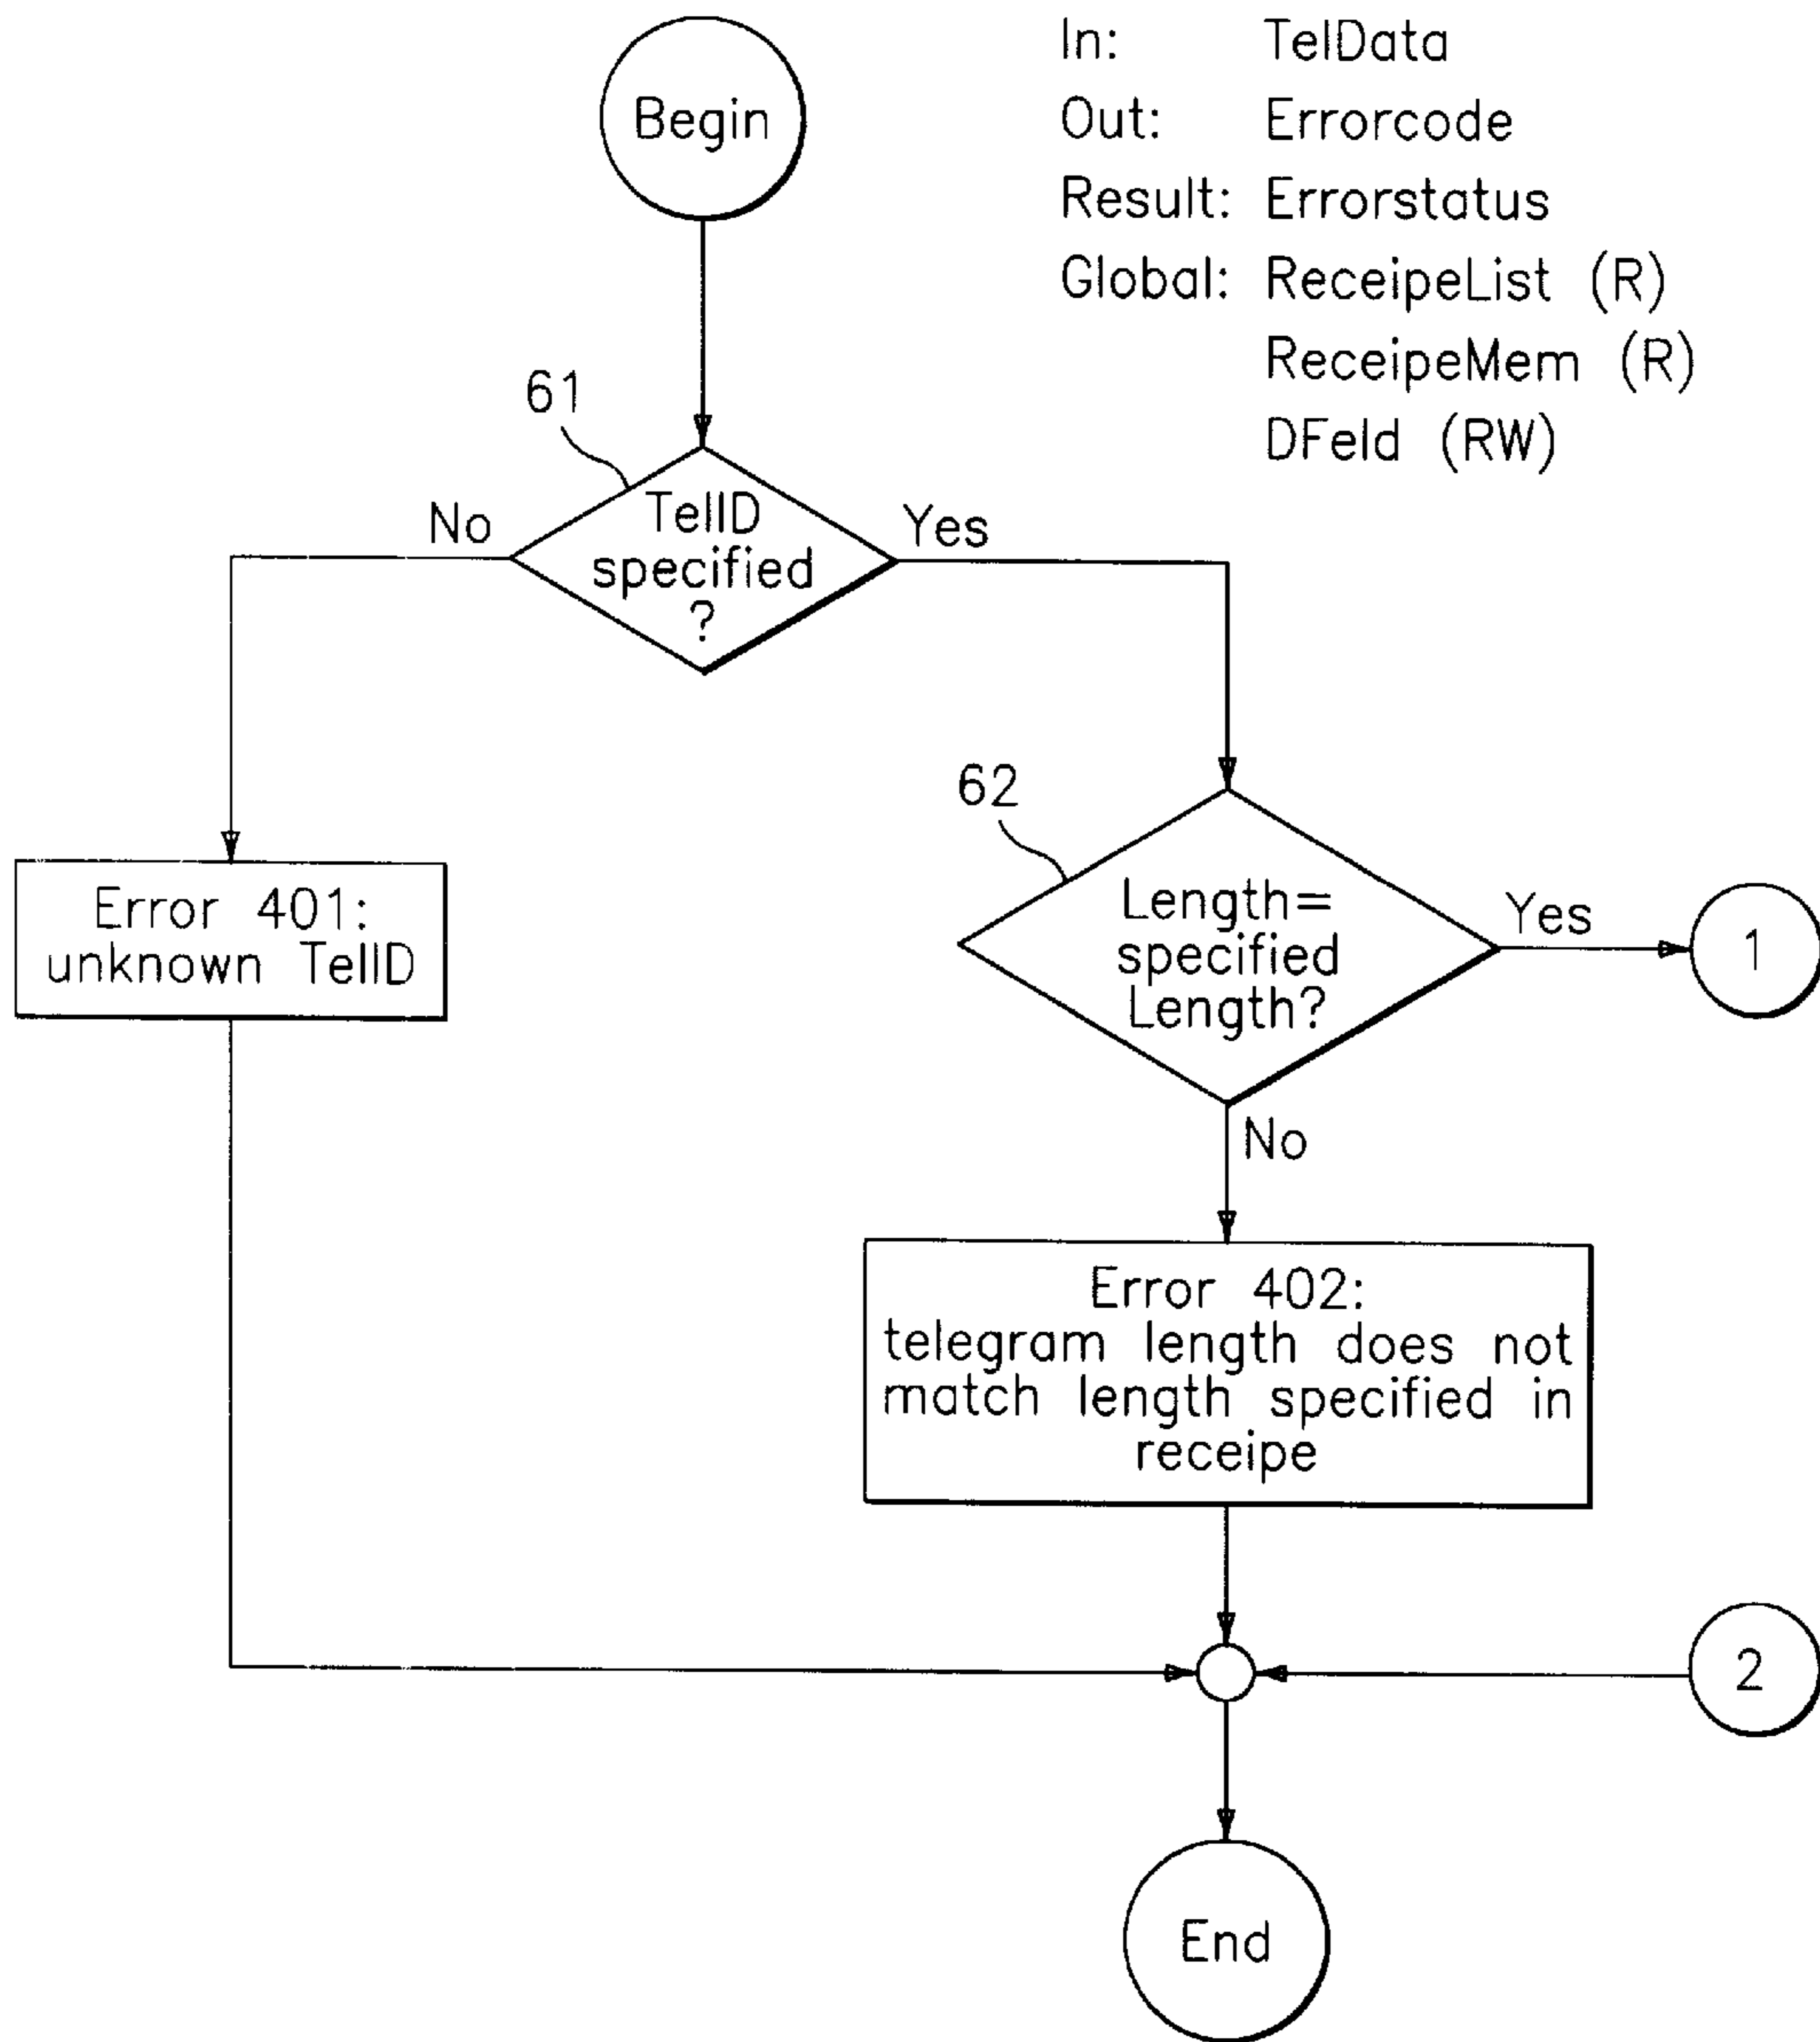 In: TelData
Out: Errorcode
Result: Errorstatus
Global: ReceipeList (R)
ReceipeMem (R)
DFeld (RW)
Begin
61
TelID
specified
?
No
Yes
62
Length=
specified
Length?
Yes
1
No
Error 401:
unknown TelID
Error 402:
telegram length does not
match length specified in
receipe
2
End